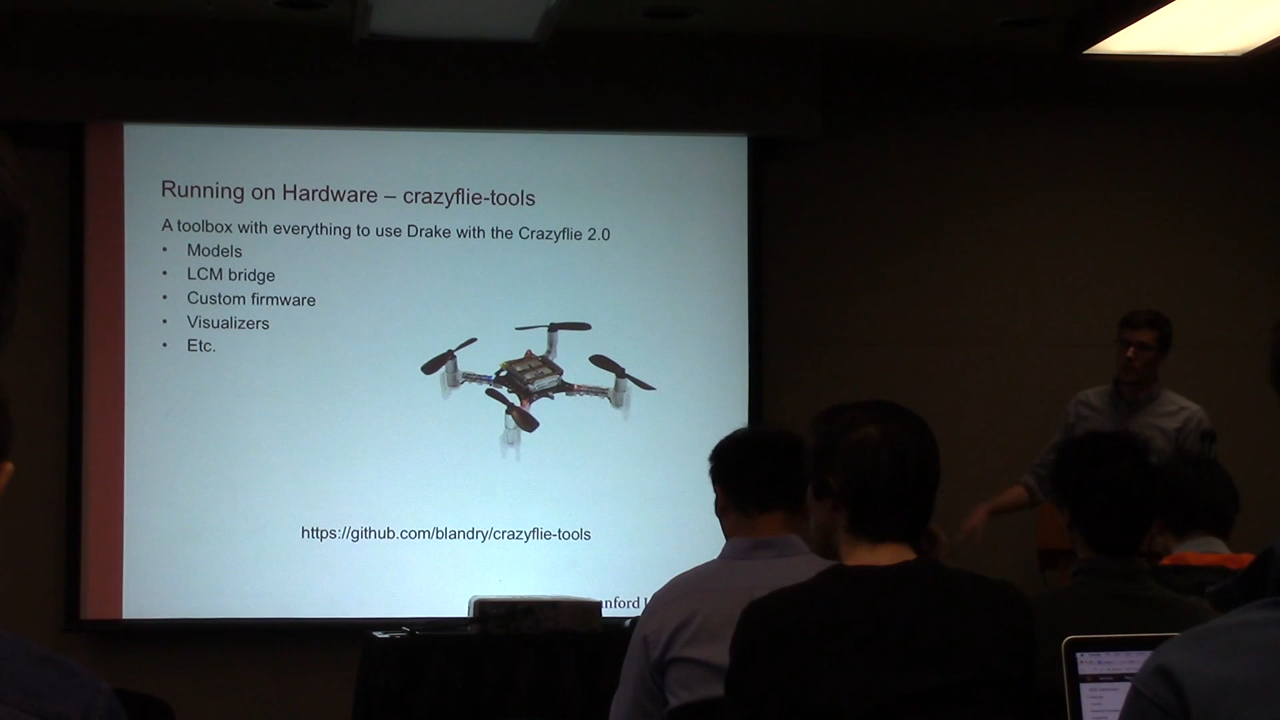 Running on Hardware – crazyflie-tools
A toolbox with everything to use Drake with the Crazyflie 2.0
• Models
• LCM bridge
• Custom firmware
• Visualizers
• Etc.
https://github.com/blandry/crazyflie-tools